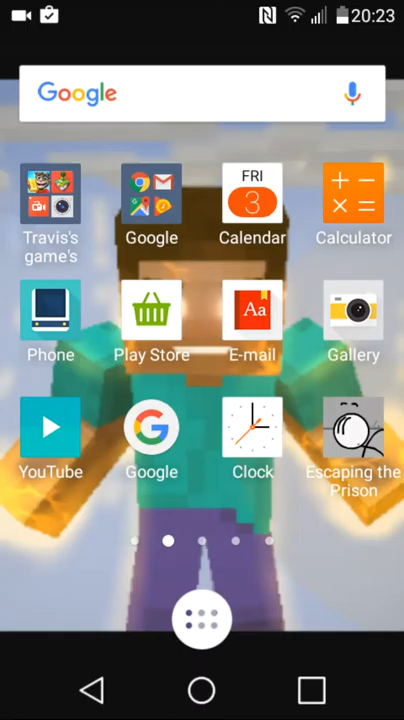 20:23
Google
FRI
3
Travis's game's
Google
Calendar
Calculator
Aa
Phone
Play Store
E-mail
Gallery
YouTube
Google
Clock
Escaping the Prison